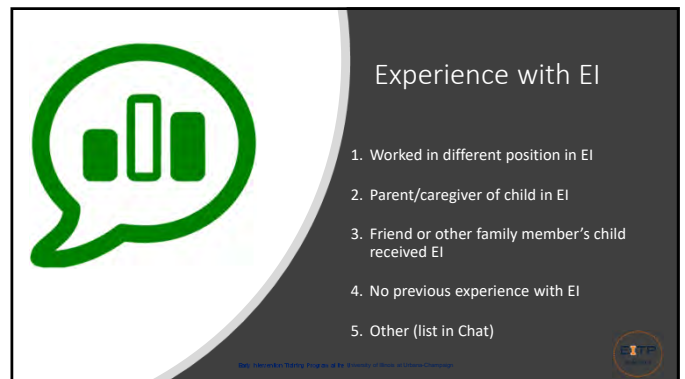 Experience with EI
1. Worked in different position in EI
2. Parent/caregiver of child in EI
3. Friend or other family member's child
received EI
4. No previous experience with EI
5. Other (list in Chat)
Early Intervention Training Program at the University of Illinois at Urbana-Champaign
EITP